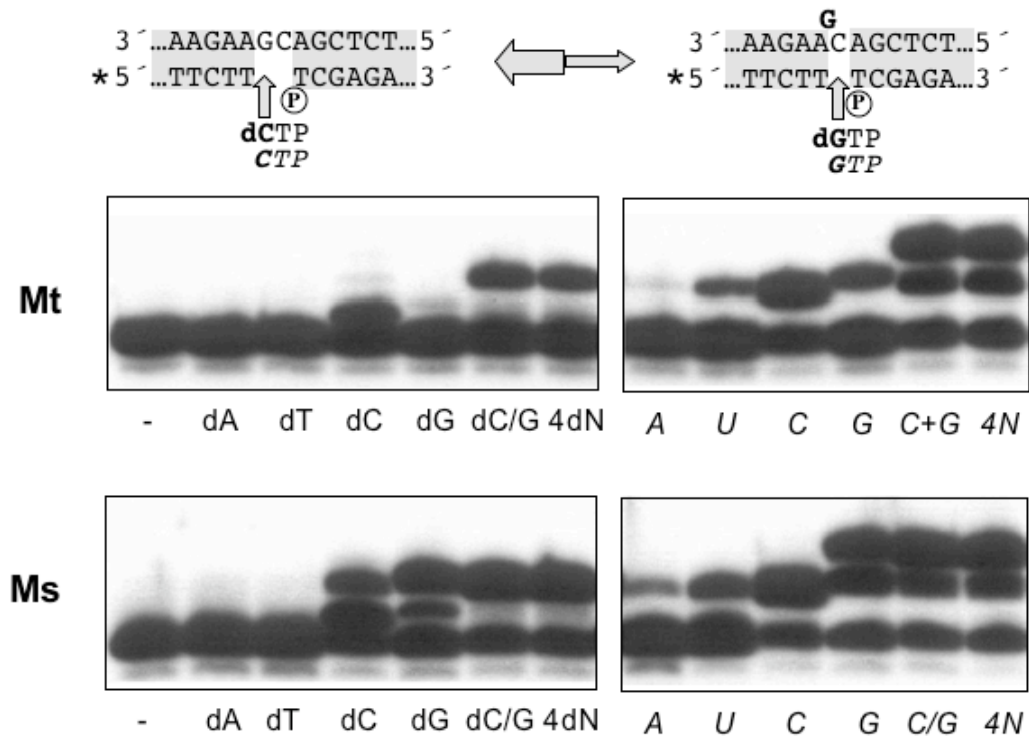 G
3´…AAGAAGCAGCTCT…5´ 3´…AAGAACAGCTCT…5´
*5´…TTCTT TCGAGA…3´ *5´…TTCTT TCGAGA…3´
P P
dCTP dGTP
CTP GTP
Mt
- dA dT dC dG dC/G 4dN A U C G C+G 4N
Ms
- dA dT dC dG dC/G 4dN A U C G C/G 4N